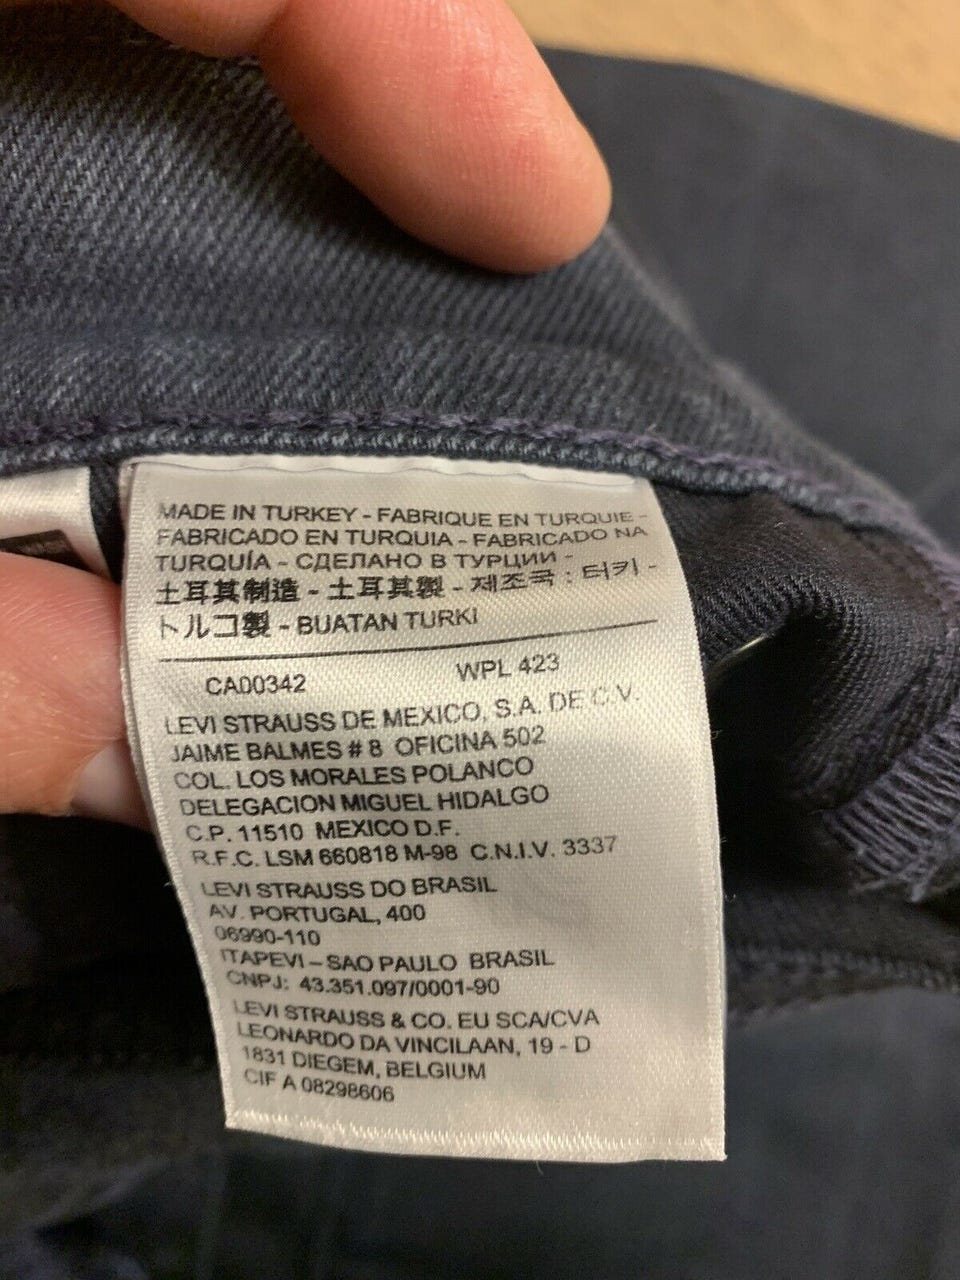 MADE IN TURKEY - FABRIQUE EN TURQUIE -
FABRICADO EN TURQUIA - FABRICADO NA
TURQUÍA - СДЕЛАНО В ТУРЦИИ -
土耳其制造 - 土耳其製 - 제조국 : 터키 -
トルコ製 - BUATAN TURKI
CA00342 WPL 423
LEVI STRAUSS DE MEXICO, S.A. DE C.V.
JAIME BALMES # 8 OFICINA 502
COL. LOS MORALES POLANCO
DELEGACION MIGUEL HIDALGO
C.P. 11510 MEXICO D.F.
R.F.C. LSM 660818 M-98 C.N.I.V. 3337
LEVI STRAUSS DO BRASIL
AV. PORTUGAL, 400
06990-110
ITAPEVI – SAO PAULO BRASIL
CNPJ: 43.351.097/0001-90
LEVI STRAUSS & CO. EU SCA/CVA
LEONARDO DA VINCILAAN, 19 - D
1831 DIEGEM, BELGIUM
CIF A 08298606